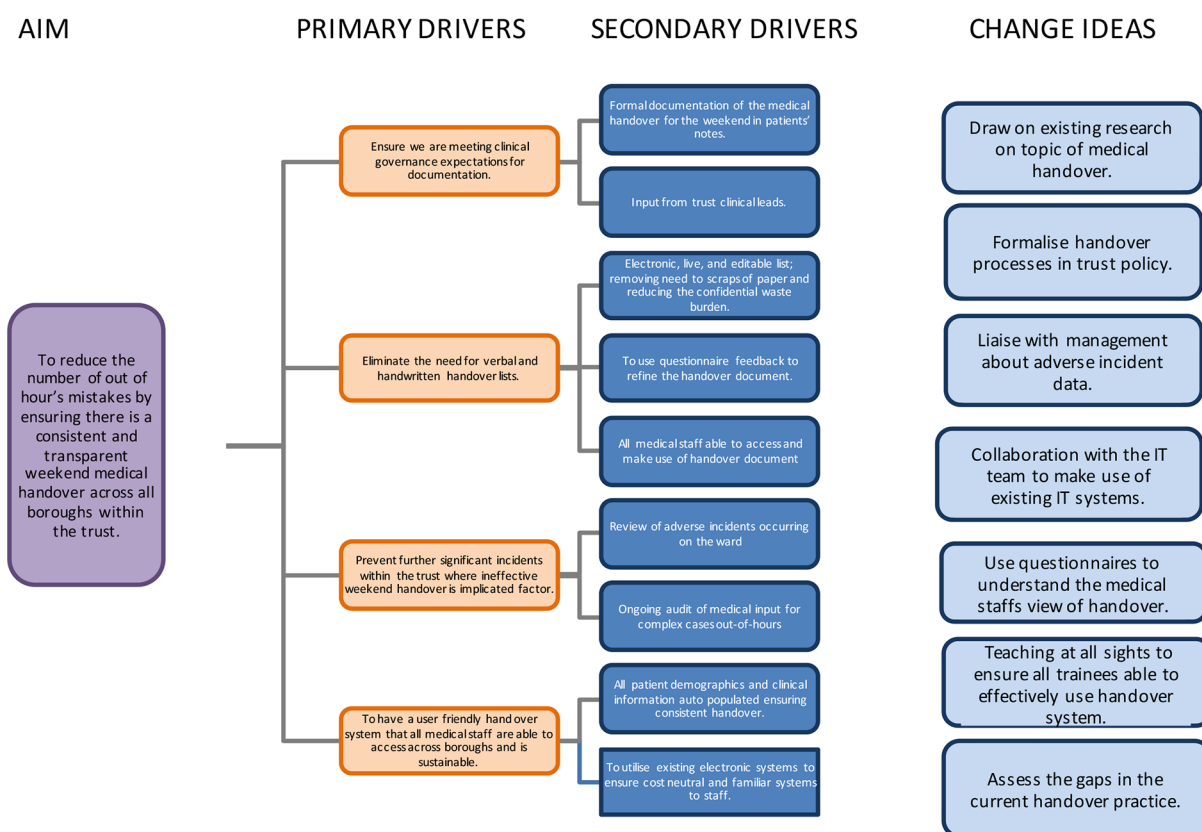 AIM
PRIMARY DRIVERS
SECONDARY DRIVERS
CHANGE IDEAS
To reduce the
number of out of
hour's mistakes by
ensuring there is a
consistent and
transparent
weekend medical
handover across all
boroughs within
the trust.
Ensure we are meeting clinical
governance expectations for
documentation.
Eliminate the need for verbal and
handwritten handover lists.
Prevent further significant incidents
within the trust where ineffective
weekend handover is implicated factor.
To have a user friendly hand over
system that all medical staff are able to
access across boroughs and is
sustainable.
Formal documentation of the medical
handover for the weekend in patients'
notes.
Input from trust clinical leads.
Electronic, live, and editable list;
removing need to scraps of paper and
reducing the confidential waste
burden.
To use questionnaire feedback to
refine the handover document.
All medical staff able to access and
make use of handover document
Review of adverse incidents occurring
on the ward
Ongoing audit of medical input for
complex cases out-of-hours
All patient demographics and clinical
information auto populated ensuring
consistent handover.
To utilise existing electronic systems to
ensure cost neutral and familiar systems
to staff.
Draw on existing research
on topic of medical
handover.
Formalise handover
processes in trust policy.
Liaise with management
about adverse incident
data.
Collaboration with the IT
team to make use of
existing IT systems.
Use questionnaires to
understand the medical
staffs view of handover.
Teaching at all sights to
ensure all trainees able to
effectively use handover
system.
Assess the gaps in the
current handover practice.